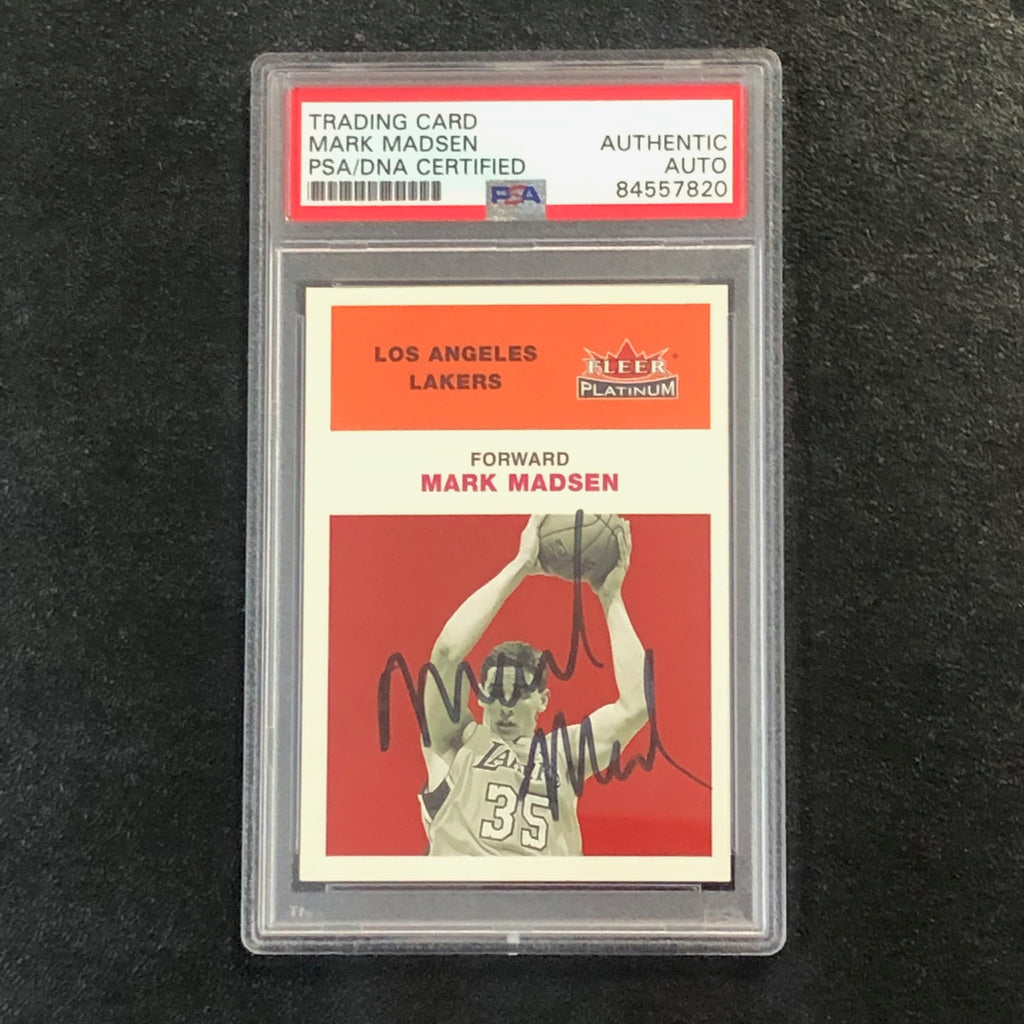 TRADING CARD
MARK MADSEN
PSA/DNA CERTIFIED
AUTHENTIC
AUTO
84557820
PSA
LOS ANGELES
LAKERS
FLEER
PLATINUM
FORWARD
MARK MADSEN
Mark
LAKERS
35